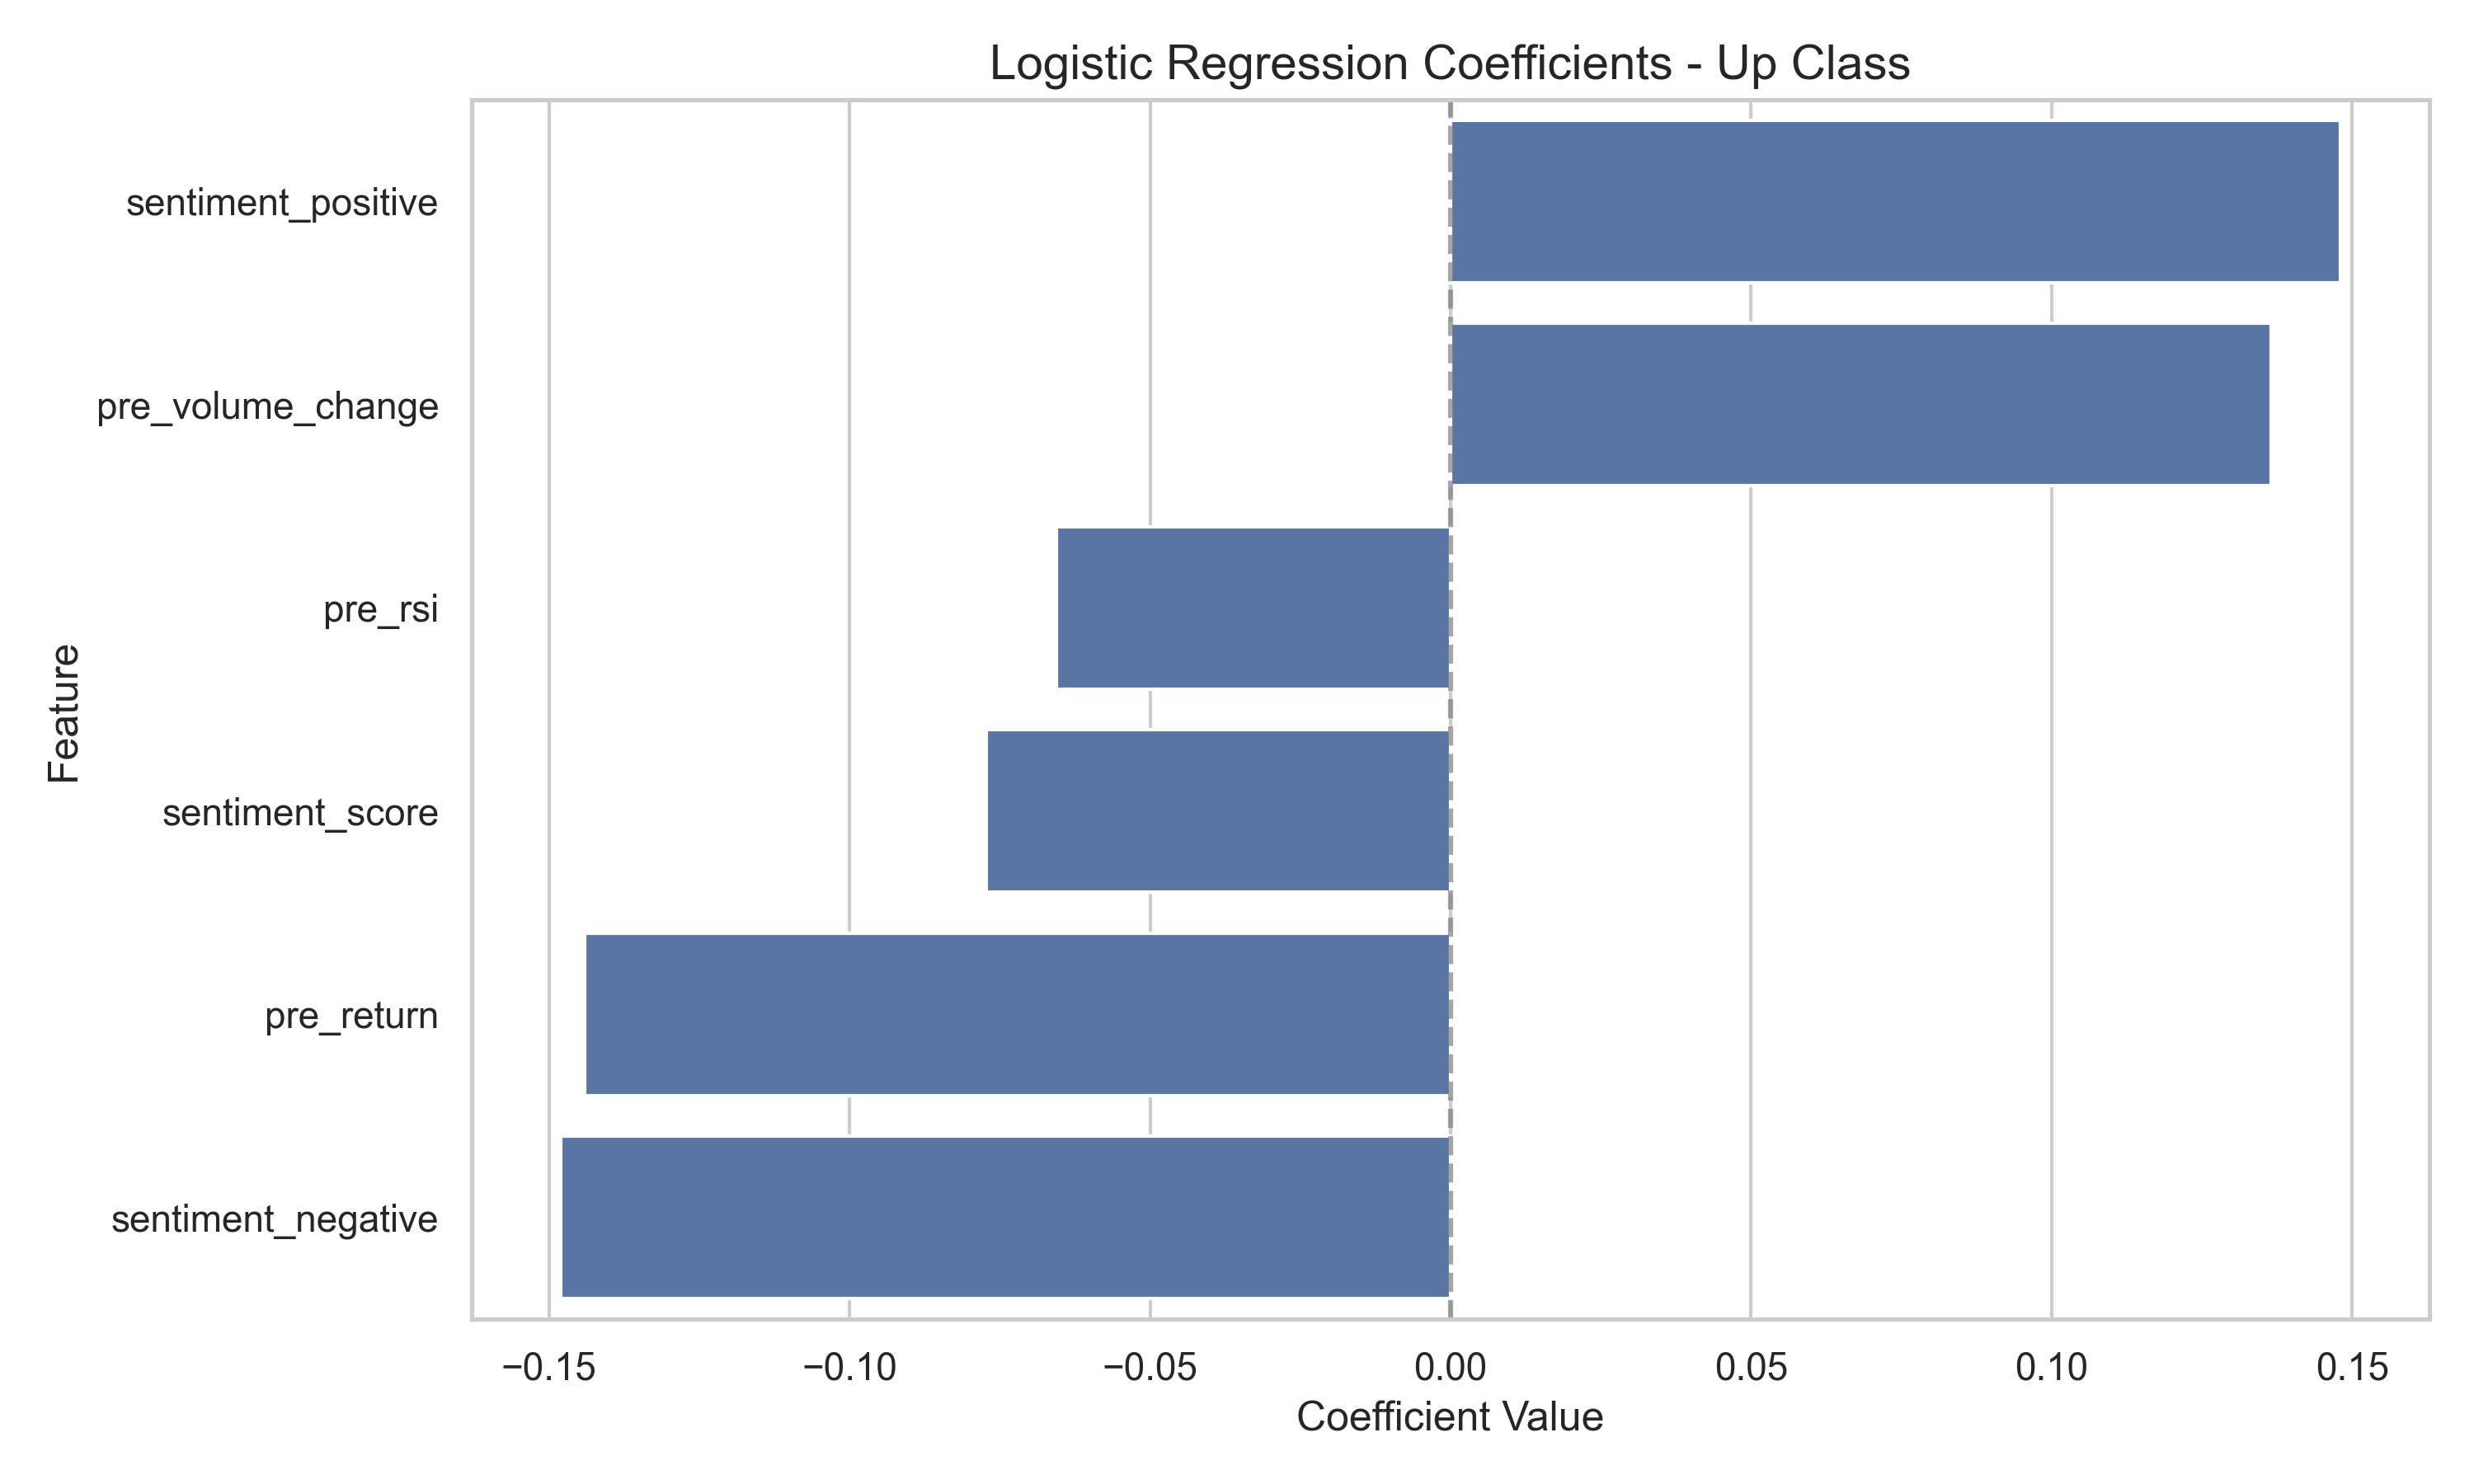 Logistic Regression Coefficients - Up Class
sentiment_positive
pre_volume_change
pre_rsi
sentiment_score
pre_return
sentiment_negative
Feature
−0.15
−0.10
−0.05
0.00
0.05
0.10
0.15
Coefficient Value